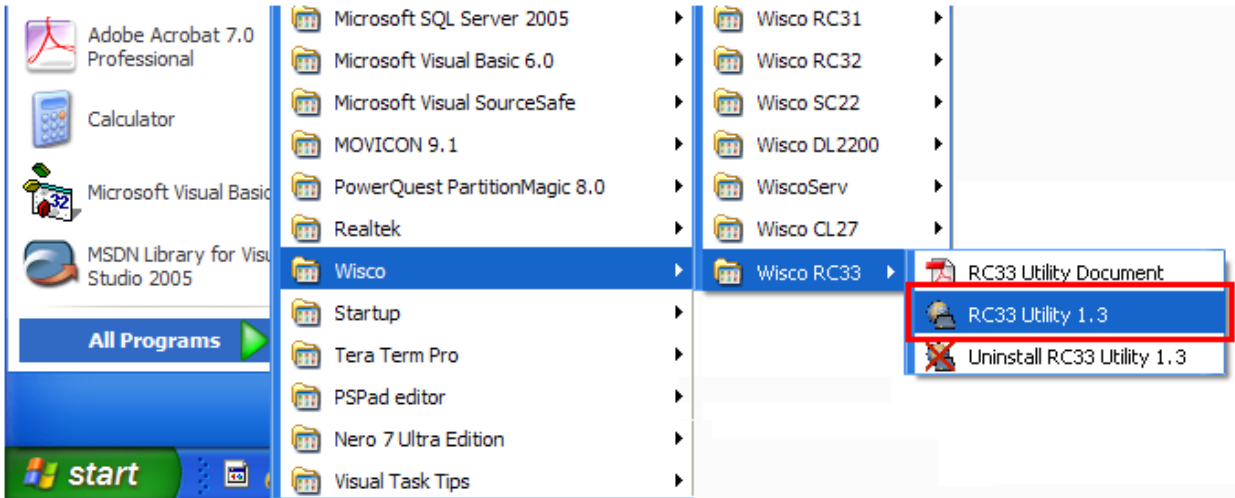 Adobe Acrobat 7.0
Professional
Calculator
Microsoft Visual Basic
MSDN Library for Visu
Studio 2005
All Programs
start
Microsoft SQL Server 2005
Microsoft Visual Basic 6.0
Microsoft Visual SourceSafe
MOVICON 9.1
PowerQuest PartitionMagic 8.0
Realtek
Wisco
Startup
Tera Term Pro
PSPad editor
Nero 7 Ultra Edition
Visual Task Tips
Wisco RC31
Wisco RC32
Wisco SC22
Wisco DL2200
WiscoServ
Wisco CL27
Wisco RC33
RC33 Utility Document
RC33 Utility 1.3
Uninstall RC33 Utility 1.3